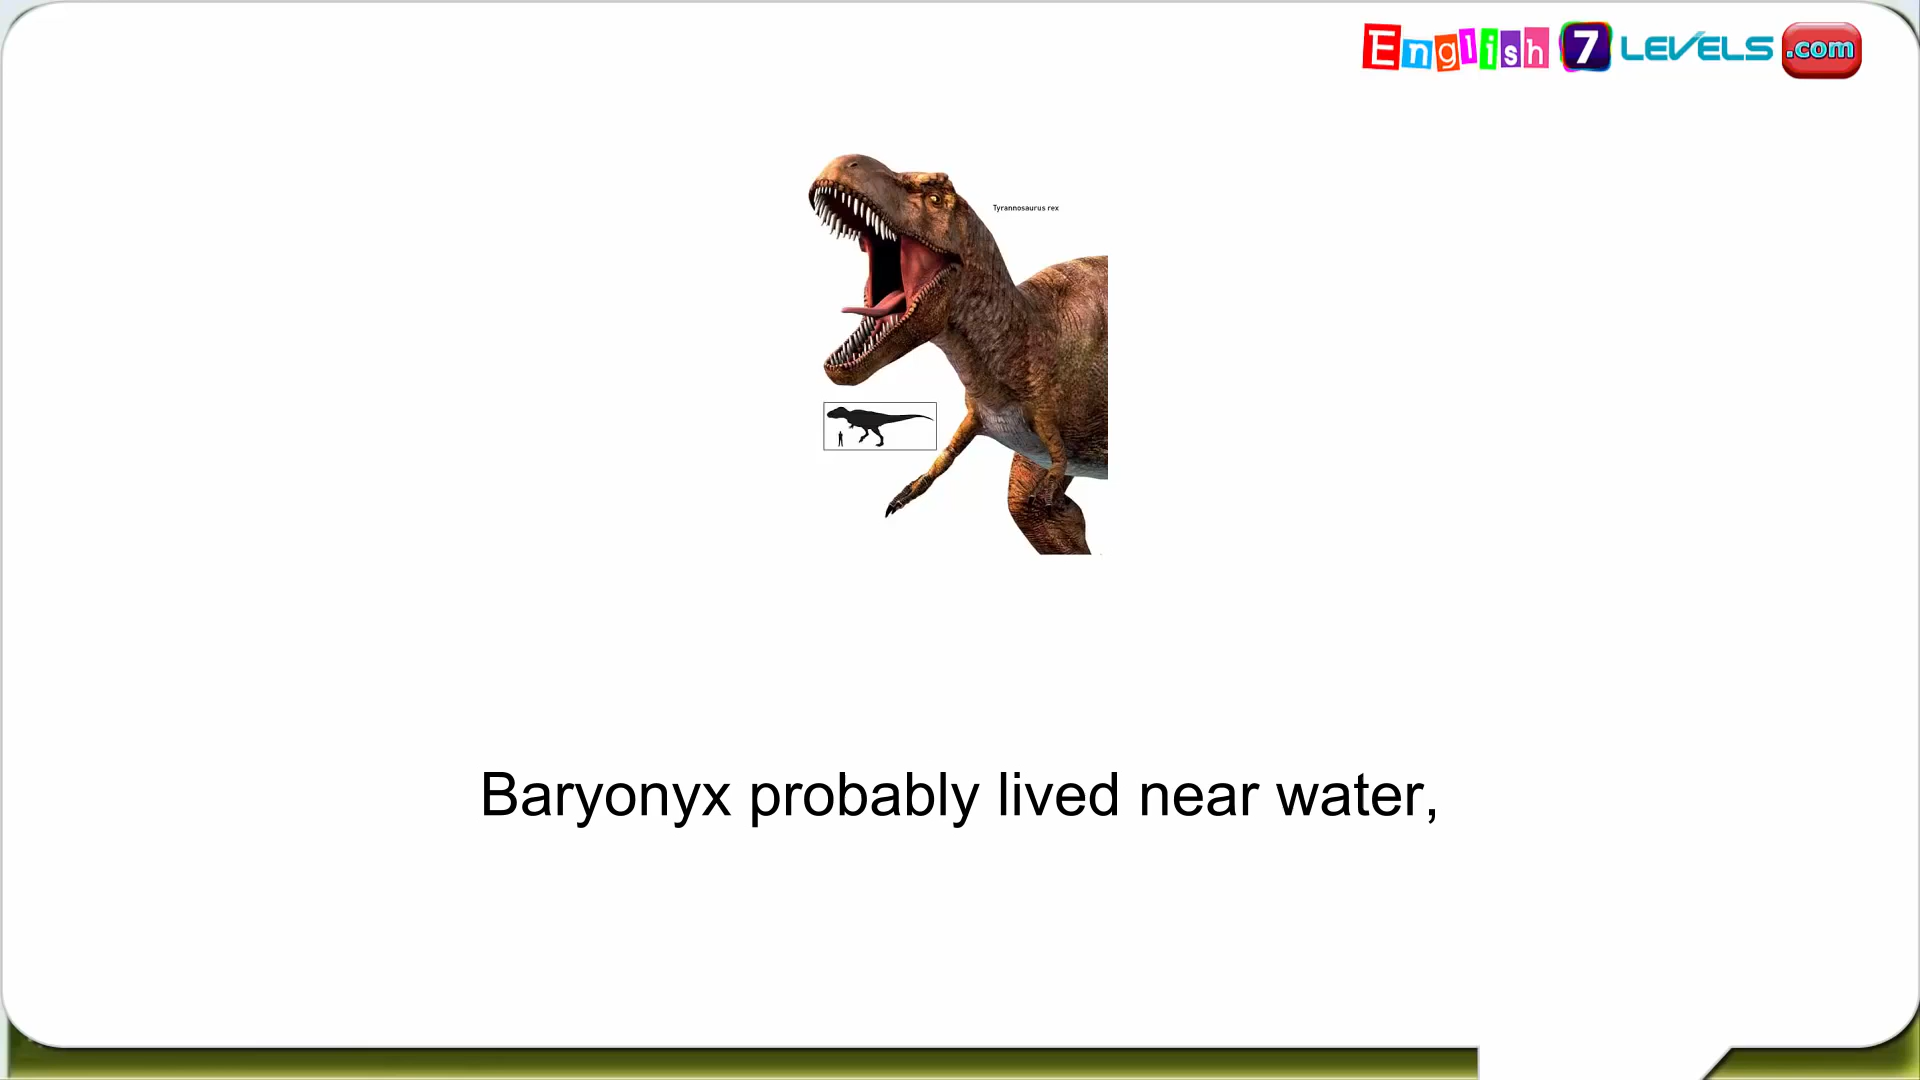 English 7 LEVELS .com
Tyrannosaurus rex
Baryonyx probably lived near water,